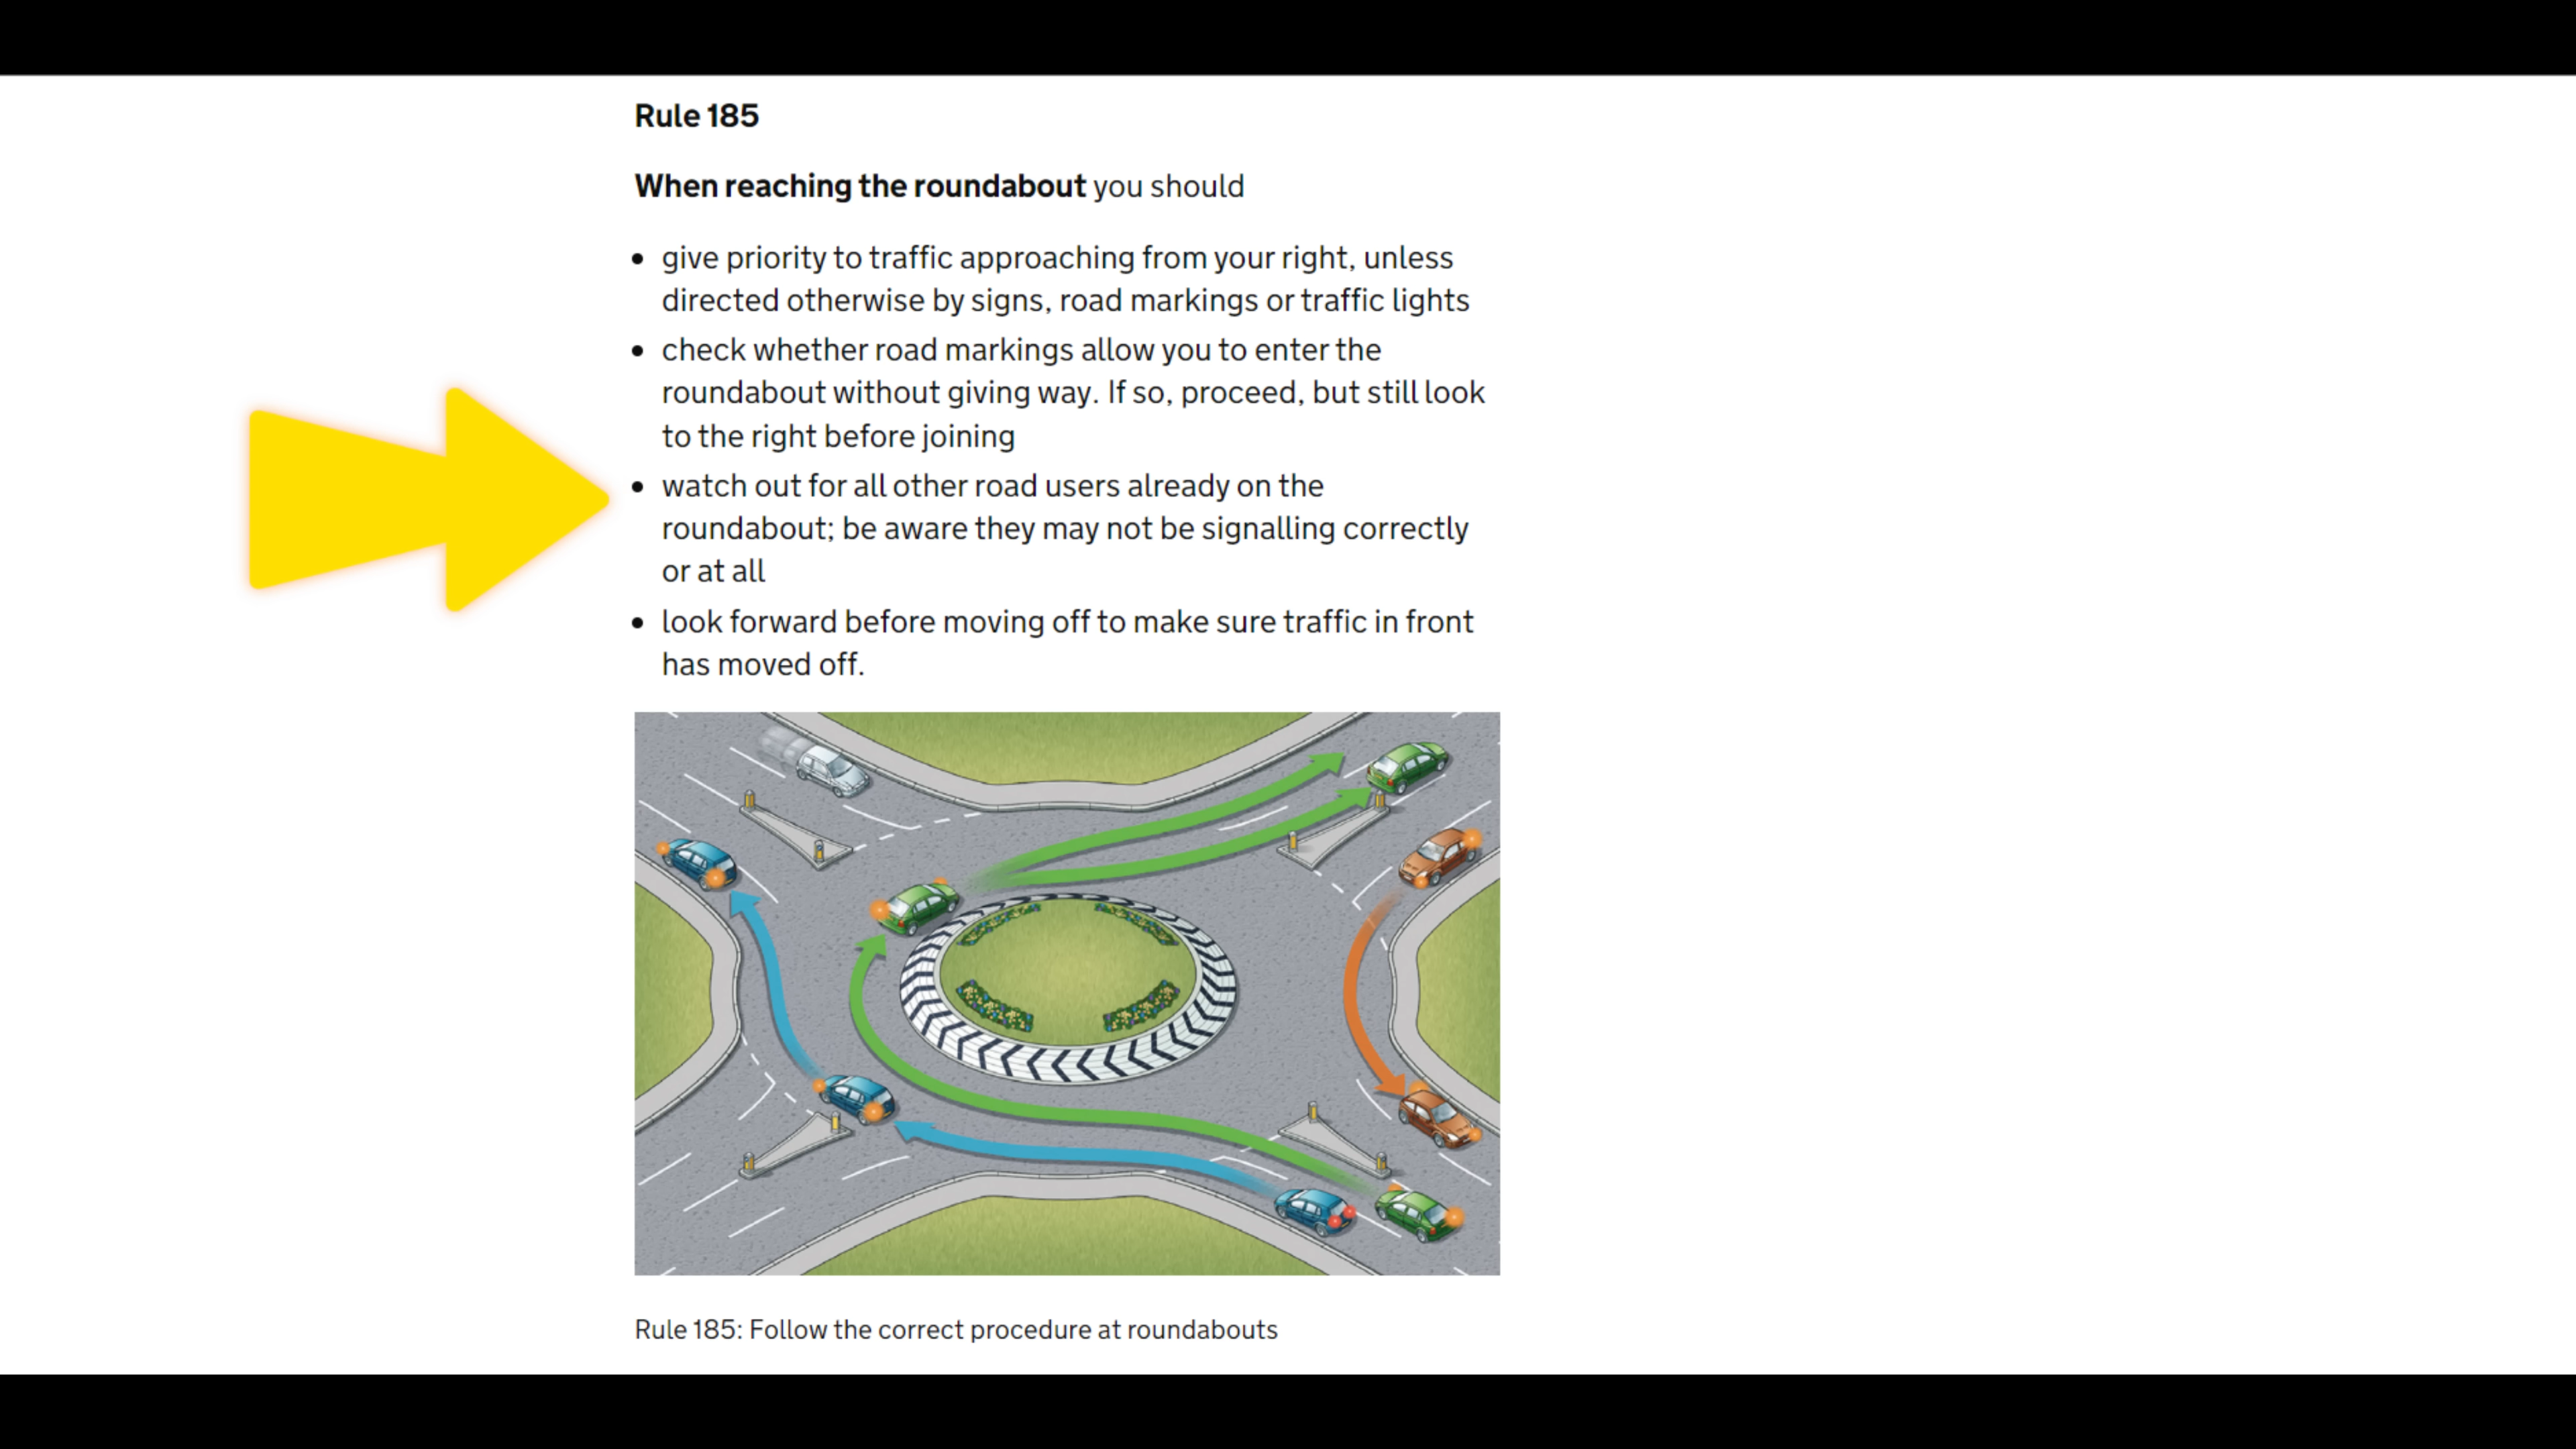 Rule 185
When reaching the roundabout you should
• give priority to traffic approaching from your right, unless
directed otherwise by signs, road markings or traffic lights
• check whether road markings allow you to enter the
roundabout without giving way. If so, proceed, but still look
to the right before joining
• watch out for all other road users already on the
roundabout; be aware they may not be signalling correctly
or at all
• look forward before moving off to make sure traffic in front
has moved off.
Rule 185: Follow the correct procedure at roundabouts